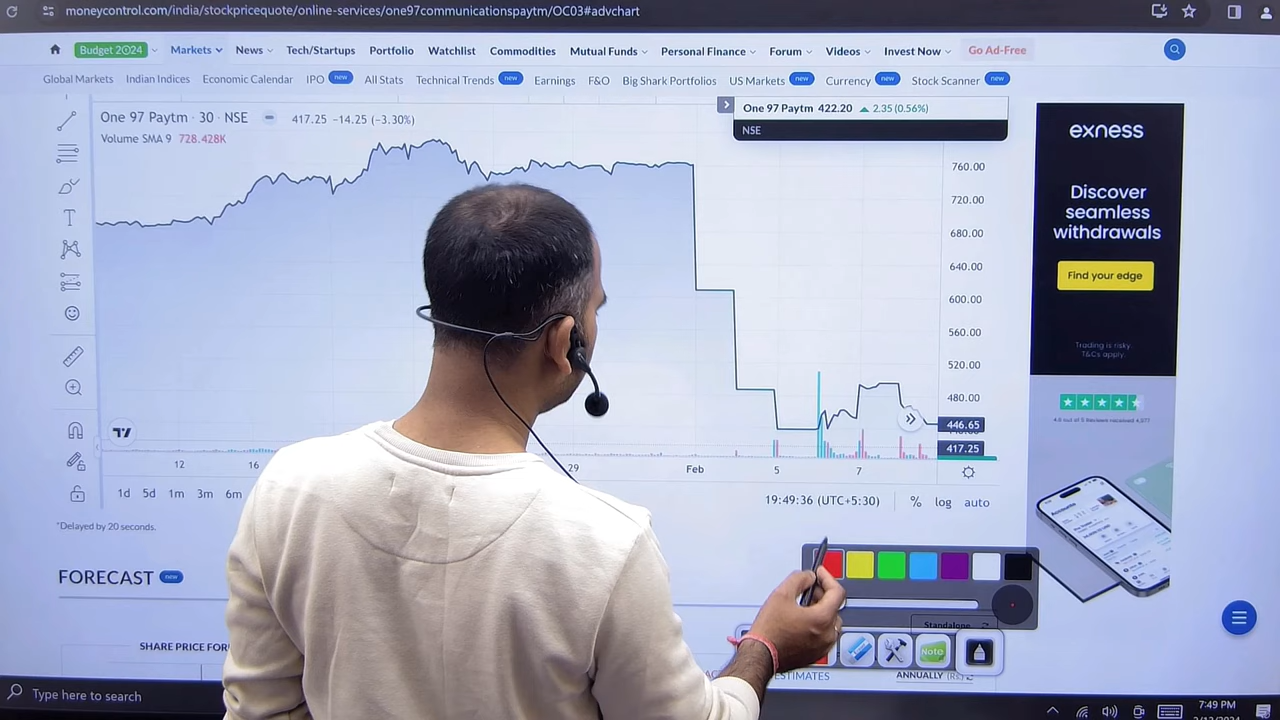 moneycontrol.com/india/stockpricequote/online-services/one97communicationspaytm/OC03#advchart
Budget 2024 Markets News Tech/Startups Portfolio Watchlist Commodities Mutual Funds Personal Finance Forum Videos Invest Now Go Ad-Free
Global Markets Indian Indices Economic Calendar IPO new All Stats Technical Trends new Earnings F&O Big Shark Portfolios US Markets new Currency new Stock Scanner new
One 97 Paytm · 30 · NSE 417.25 -14.25 (-3.30%)
Volume SMA 9 728.428K
One 97 Paytm 422.20 ▲ 2.35 (0.56%)
NSE
760.00
720.00
680.00
640.00
600.00
560.00
520.00
480.00
446.65
417.25
12 16 29 Feb 5 7
1d 5d 1m 3m 6m
19:49:36 (UTC+5:30) % log auto
*Delayed by 20 seconds.
FORECAST new
SHARE PRICE FOR
Standalone
Note
ESTIMATES
ANNUALLY
exness
Discover
seamless
withdrawals
Find your edge
Trading is risky.
T&Cs apply.
Type here to search
7:49 PM